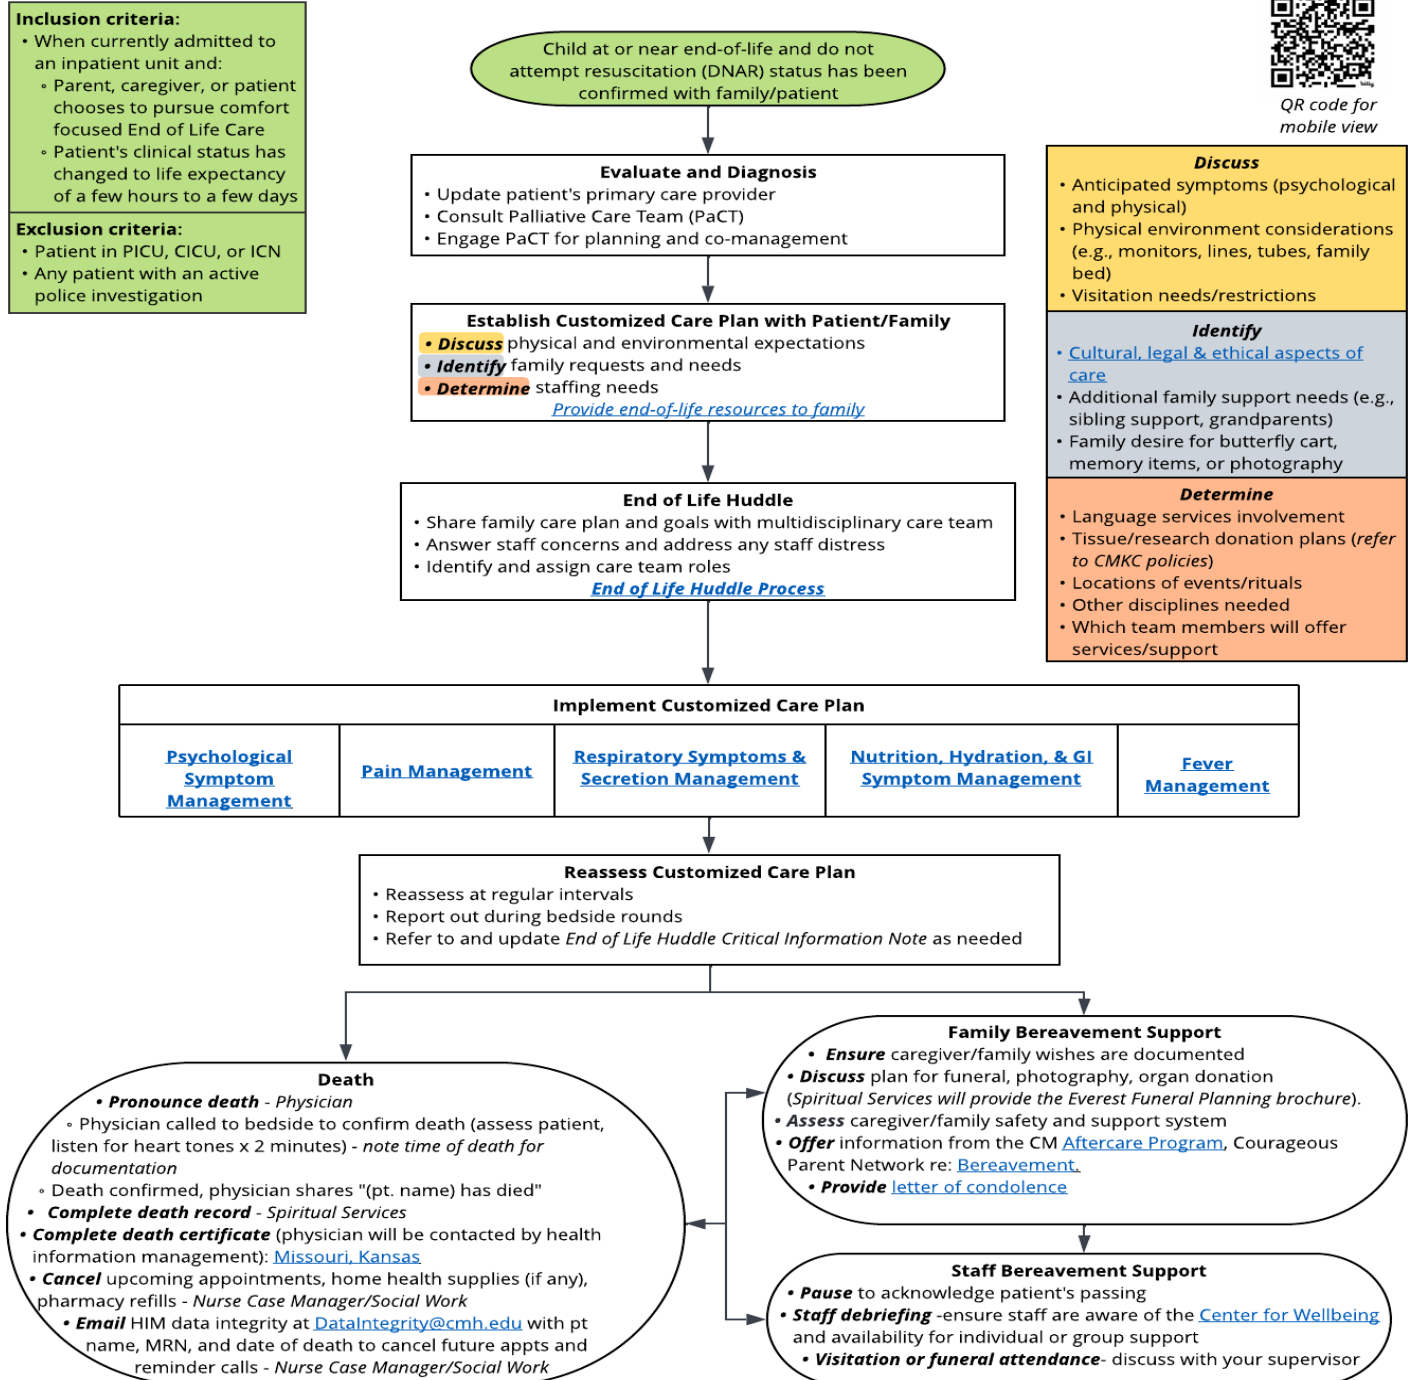 Inclusion criteria:
• When currently admitted to
an inpatient unit and:
◦ Parent, caregiver, or patient
chooses to pursue comfort
focused End of Life Care
◦ Patient's clinical status has
changed to life expectancy
of a few hours to a few days
Exclusion criteria:
• Patient in PICU, CICU, or ICN
• Any patient with an active
police investigation
Child at or near end-of-life and do not
attempt resuscitation (DNAR) status has been
confirmed with family/patient
QR code for
mobile view
Evaluate and Diagnosis
• Update patient's primary care provider
• Consult Palliative Care Team (PaCT)
• Engage PaCT for planning and co-management
Establish Customized Care Plan with Patient/Family
• Discuss physical and environmental expectations
• Identify family requests and needs
• Determine staffing needs
Provide end-of-life resources to family
Discuss
• Anticipated symptoms (psychological
and physical)
• Physical environment considerations
(e.g., monitors, lines, tubes, family
bed)
• Visitation needs/restrictions
Identify
• Cultural, legal & ethical aspects of
care
• Additional family support needs (e.g.,
sibling support, grandparents)
• Family desire for butterfly cart,
memory items, or photography
Determine
• Language services involvement
• Tissue/research donation plans (refer
to CMKC policies)
• Locations of events/rituals
• Other disciplines needed
• Which team members will offer
services/support
End of Life Huddle
• Share family care plan and goals with multidisciplinary care team
• Answer staff concerns and address any staff distress
• Identify and assign care team roles
End of Life Huddle Process
Implement Customized Care Plan
Psychological
Symptom
Management
Pain Management
Respiratory Symptoms &
Secretion Management
Nutrition, Hydration, & GI
Symptom Management
Fever
Management
Reassess Customized Care Plan
• Reassess at regular intervals
• Report out during bedside rounds
• Refer to and update End of Life Huddle Critical Information Note as needed
Death
• Pronounce death - Physician
◦ Physician called to bedside to confirm death (assess patient,
listen for heart tones x 2 minutes) - note time of death for
documentation
◦ Death confirmed, physician shares "(pt. name) has died"
• Complete death record - Spiritual Services
• Complete death certificate (physician will be contacted by health
information management): Missouri, Kansas
• Cancel upcoming appointments, home health supplies (if any),
pharmacy refills - Nurse Case Manager/Social Work
• Email HIM data integrity at DataIntegrity@cmh.edu with pt
name, MRN, and date of death to cancel future appts and
reminder calls - Nurse Case Manager/Social Work
Family Bereavement Support
• Ensure caregiver/family wishes are documented
• Discuss plan for funeral, photography, organ donation
(Spiritual Services will provide the Everest Funeral Planning brochure).
• Assess caregiver/family safety and support system
• Offer information from the CM Aftercare Program, Courageous
Parent Network re: Bereavement.
• Provide letter of condolence
Staff Bereavement Support
• Pause to acknowledge patient's passing
• Staff debriefing -ensure staff are aware of the Center for Wellbeing
and availability for individual or group support
• Visitation or funeral attendance- discuss with your supervisor